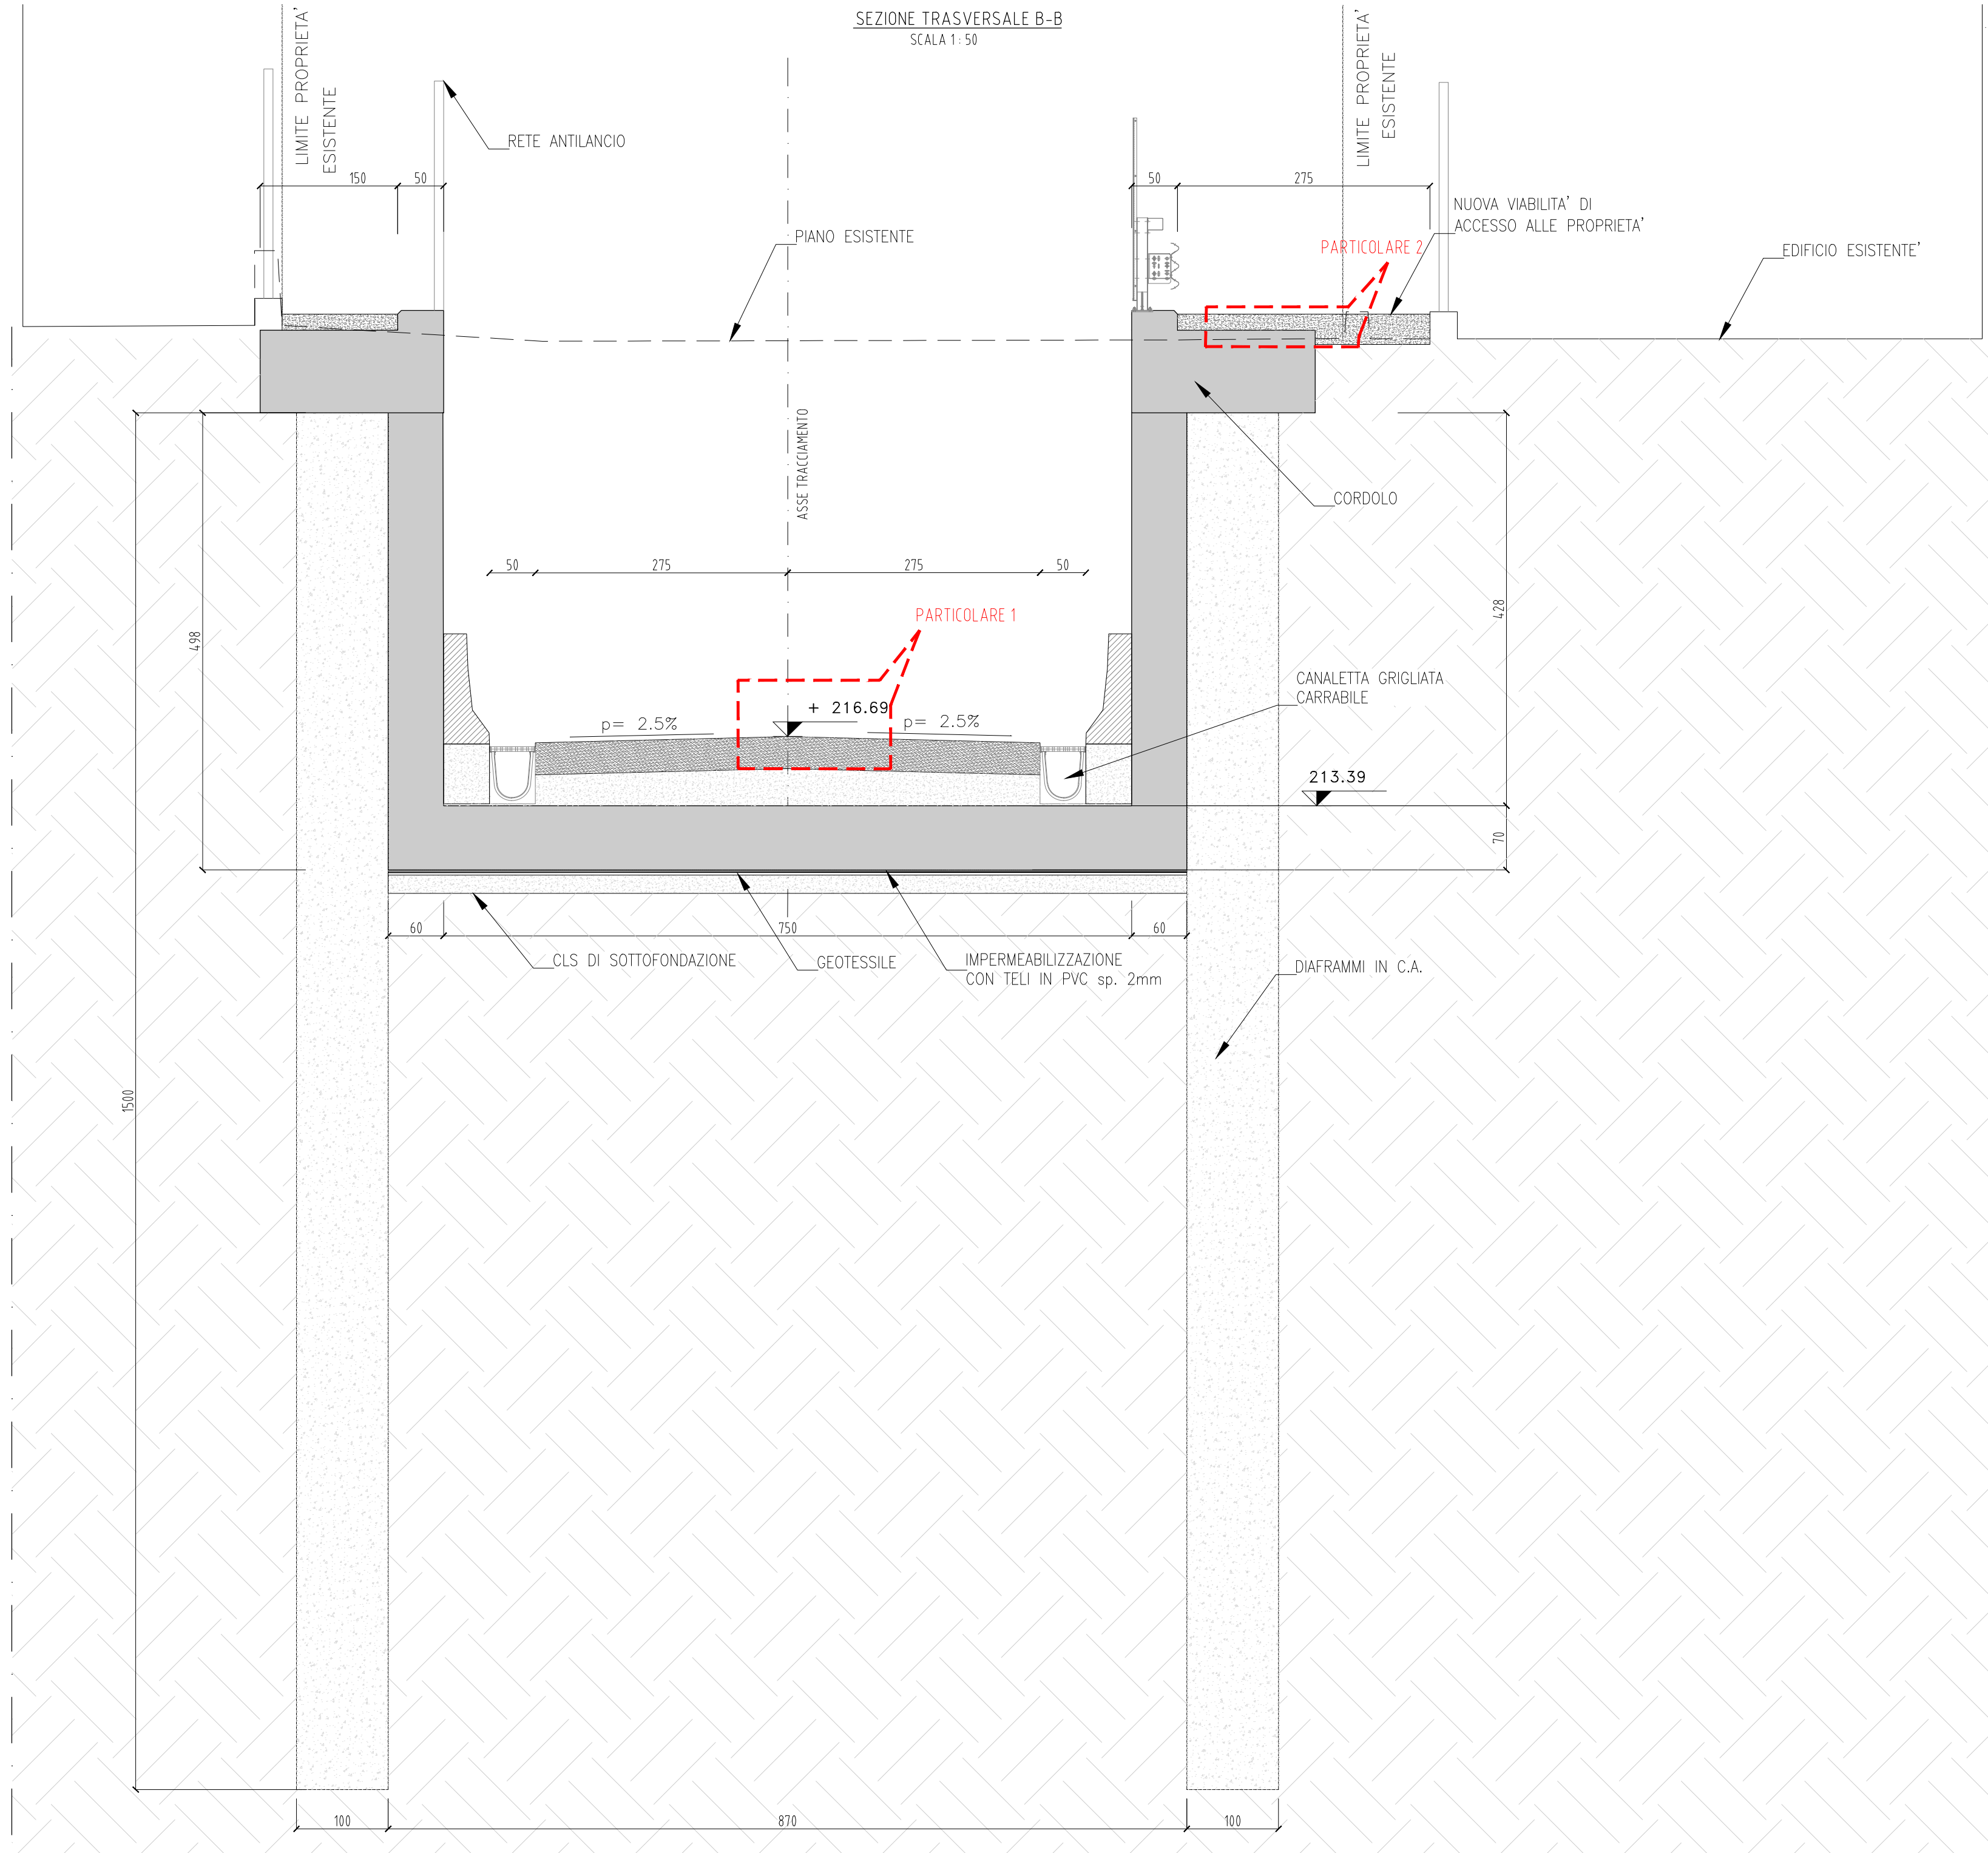 SEZIONE TRASVERSALE B-B
SCALA 1:50
LIMITE PROPRIETA'
ESISTENTE
LIMITE PROPRIETA'
ESISTENTE
RETE ANTILANCIO
150
50
50
275
NUOVA VIABILITA' DI
ACCESSO ALLE PROPRIETA'
PIANO ESISTENTE
PARTICOLARE 2
EDIFICIO ESISTENTE'
ASSE TRACCIAMENTO
CORDOLO
50
275
275
50
498
428
PARTICOLARE 1
CANALETTA GRIGLIATA
CARRABILE
p= 2.5%
+ 216.69
p= 2.5%
213.39
70
60
750
60
CLS DI SOTTOFONDAZIONE
GEOTESSILE
IMPERMEABILIZZAZIONE
CON TELI IN PVC sp. 2mm
DIAFRAMMI IN C.A.
1500
100
870
100